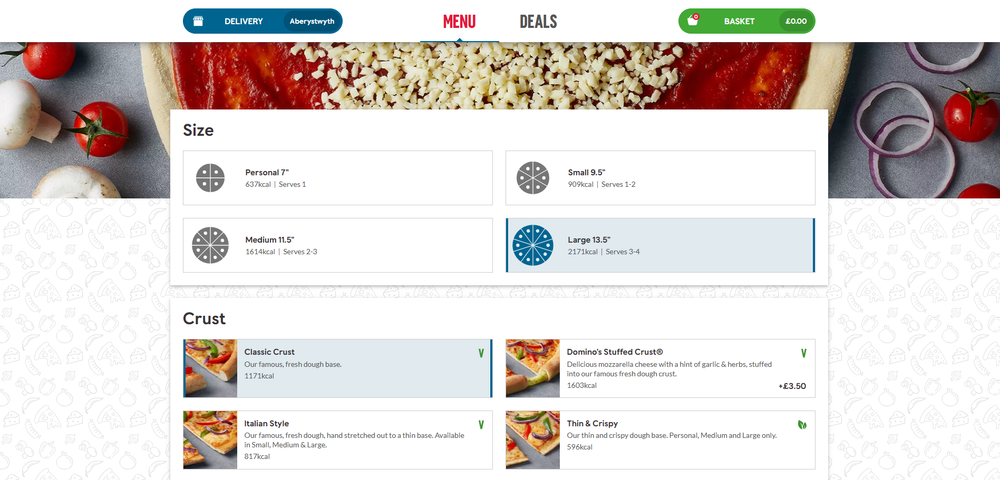 DELIVERY
Aberystwyth
MENU
DEALS
0
BASKET
£0.00
Size
Personal 7"
637kcal | Serves 1
Small 9.5"
909kcal | Serves 1-2
Medium 11.5"
1614kcal | Serves 2-3
Large 13.5"
2171kcal | Serves 3-4
Crust
Classic Crust
V
Our famous, fresh dough base.
1171kcal
Domino's Stuffed Crust®
V
Delicious mozzarella cheese with a hint of garlic & herbs, stuffed
into our famous fresh dough crust.
1603kcal
+£3.50
Italian Style
V
Our famous, fresh dough, hand stretched out to a thin base. Available
in Small, Medium & Large.
817kcal
Thin & Crispy
Our thin and crispy dough base. Personal, Medium and Large only.
596kcal